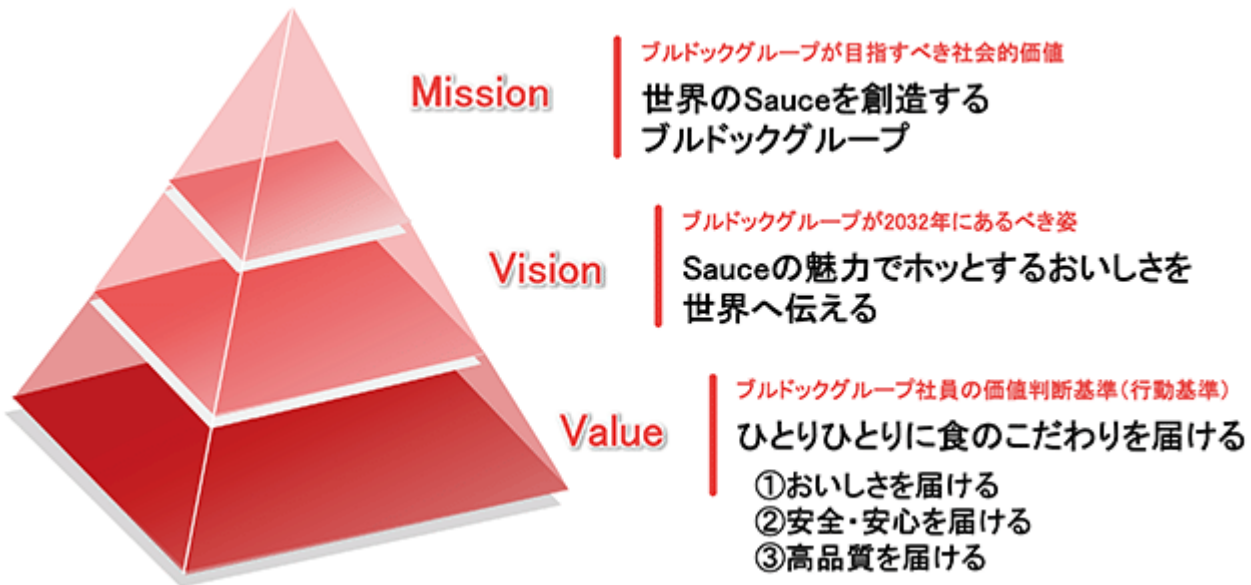 Mission
ブルドックグループが目指すべき社会的価値
世界のSauceを創造する
ブルドックグループ
Vision
ブルドックグループが2032年にあるべき姿
Sauceの魅力でホッとするおいしさを
世界へ伝える
Value
ブルドックグループ社員の価値判断基準(行動基準)
ひとりひとりに食のこだわりを届ける
①おいしさを届ける
②安全・安心を届ける
③高品質を届ける